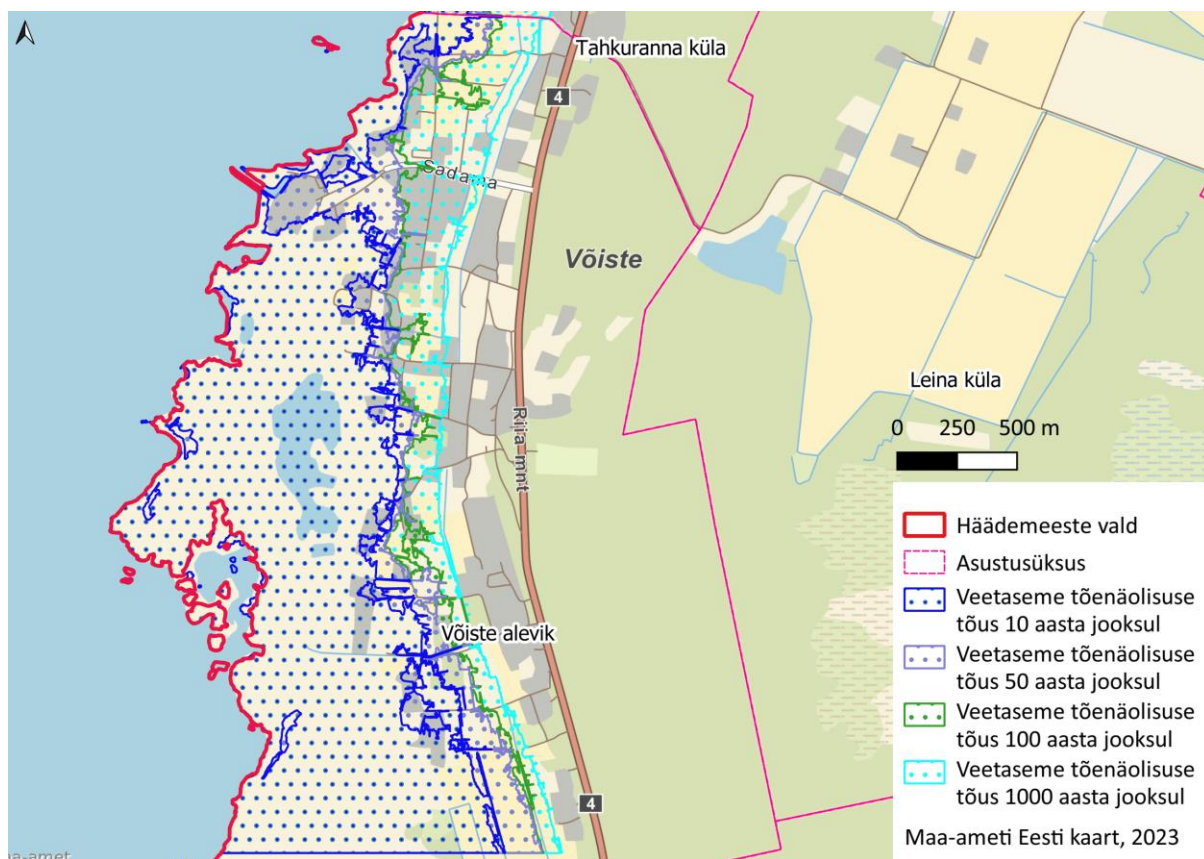 Tahkuranna küla
4
Sadama
Võiste
Leina küla
0 250 500 m
Riia mnt
Võiste alevik
4
Häädemeeste vald
Asustusüksus
Veetaseme tõenäolisuse
tõus 10 aasta jooksul
Veetaseme tõenäolisuse
tõus 50 aasta jooksul
Veetaseme tõenäolisuse
tõus 100 aasta jooksul
Veetaseme tõenäolisuse
tõus 1000 aasta jooksul
Maa-ameti Eesti kaart, 2023